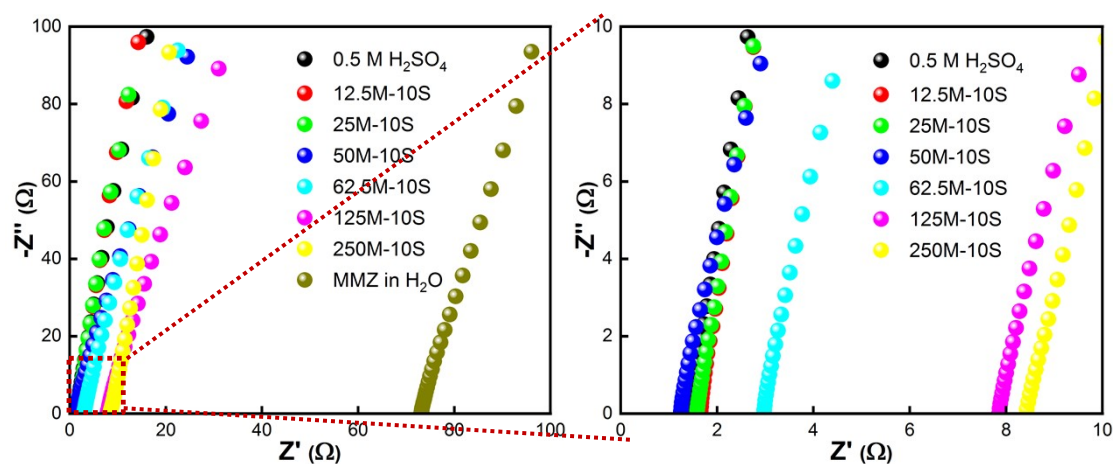 100
80
60
40
20
0
-Z'' (Ω)
0 20 40 60 80 100
Z' (Ω)
0.5 M H₂SO₄
12.5M-10S
25M-10S
50M-10S
62.5M-10S
125M-10S
250M-10S
MMZ in H₂O
10
8
6
4
2
0
-Z'' (Ω)
0 2 4 6 8 10
Z' (Ω)
0.5 M H₂SO₄
12.5M-10S
25M-10S
50M-10S
62.5M-10S
125M-10S
250M-10S